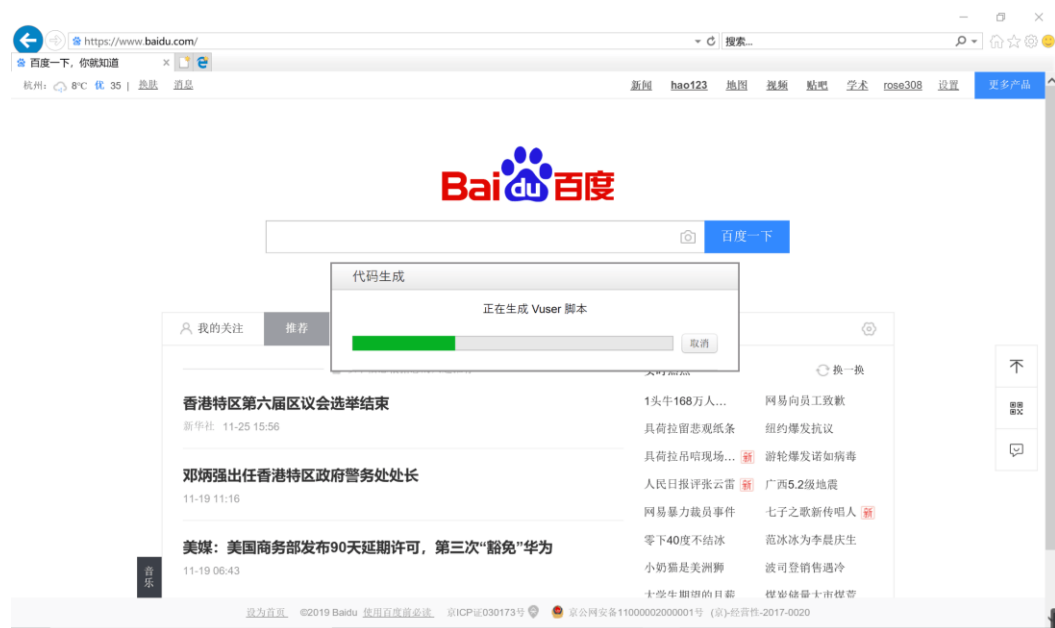 https://www.baidu.com/
搜索...
百度一下，你就知道
杭州： 8℃ 优 35 | 换肤 消息
新闻 hao123 地图 视频 贴吧 学术 rose308 设置 更多产品
Bai du 百度
百度一下
代码生成
正在生成 Vuser 脚本
取消
我的关注 推荐
换一换
香港特区第六届区议会选举结束
新华社 11-25 15:56
邓炳强出任香港特区政府警务处处长
11-19 11:16
美媒：美国商务部发布90天延期许可，第三次“豁免”华为
11-19 06:43
1头牛168万人... 网易向员工致歉
具荷拉留悲观纸条 纽约爆发抗议
具荷拉吊唁现场... 新 游轮爆发诺如病毒
人民日报评张云雷 新 广西5.2级地震
网易暴力裁员事件 七子之歌新传唱人 新
零下40度不结冰 范冰冰为李晨庆生
小奶猫是美洲狮 波司登销售遇冷
音乐
设为首页 ©2019 Baidu 使用百度前必读 京ICP证030173号 京公网安备11000002000001号 (京)-经营性-2017-0020